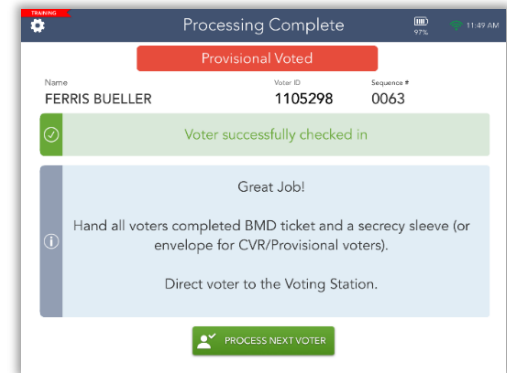 TRAINING
Processing Complete
97%
11:49 AM
Provisional Voted
Name
Voter ID
Sequence #
FERRIS BUELLER
1105298
0063
Voter successfully checked in
Great Job!
Hand all voters completed BMD ticket and a secrecy sleeve (or
envelope for CVR/Provisional voters).
Direct voter to the Voting Station.
PROCESS NEXT VOTER